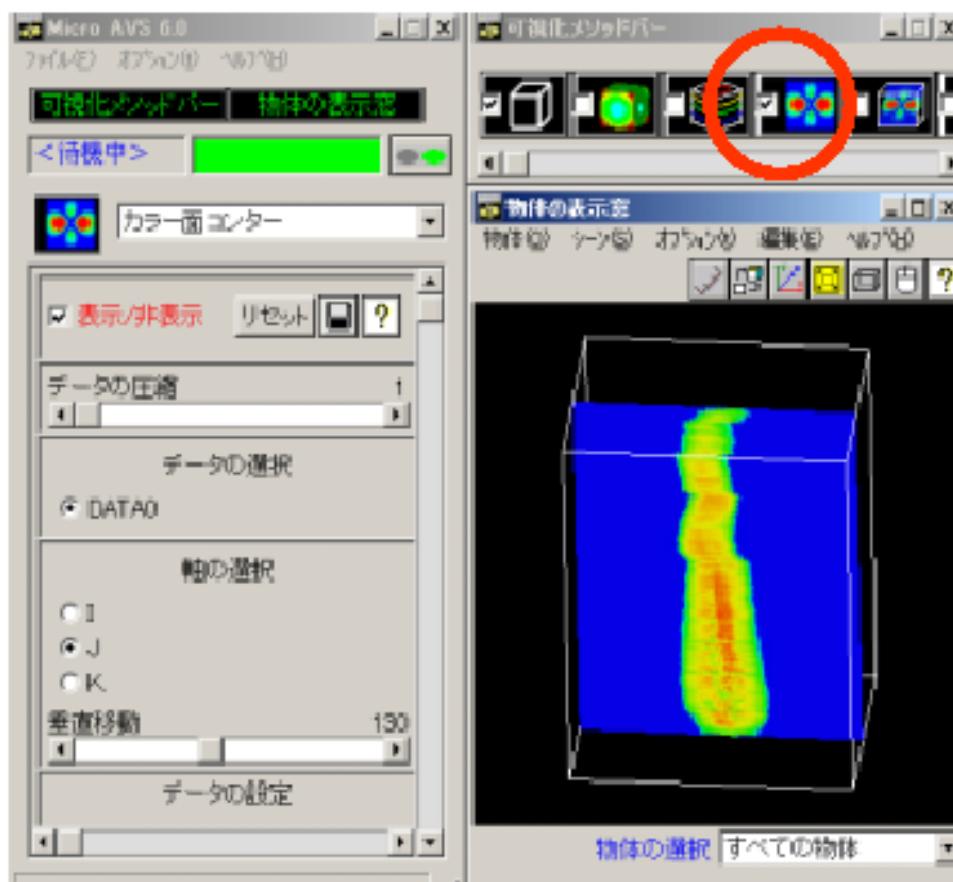 Micro AVS 6.0
ファイル(F) オプション(O) ヘルプ(H)
可視化メソッドバー 物体の表示窓
<待機中>
カラー面コンター
表示/非表示 リセット ?
データの圧縮 1
データの選択
DATA0
軸の選択
I
J
K
垂直移動 130
データの設定
可視化メソッドバー
物体の表示窓
物体(O) シーン(S) オプション 編集(E) ヘルプ(H)
?
物体の選択 すべての物体